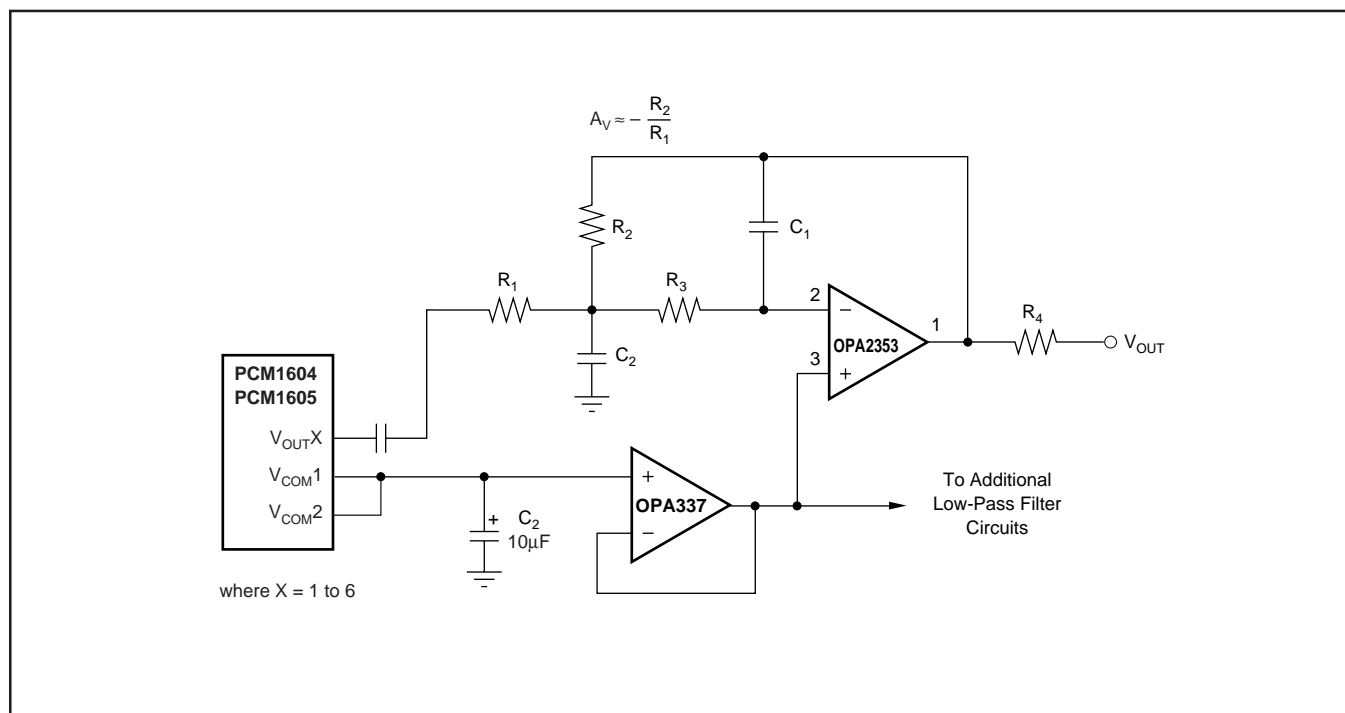 A_V ≈ − R_2
R_1
R_2
C_1
R_1
R_3
2
−
OPA2353
1
R_4
V_OUT
3
+
C_2
PCM1604
PCM1605
V_OUTX
V_COM1
V_COM2
+
C_2
10μF
+
OPA337
−
To Additional
Low-Pass Filter
Circuits
where X = 1 to 6